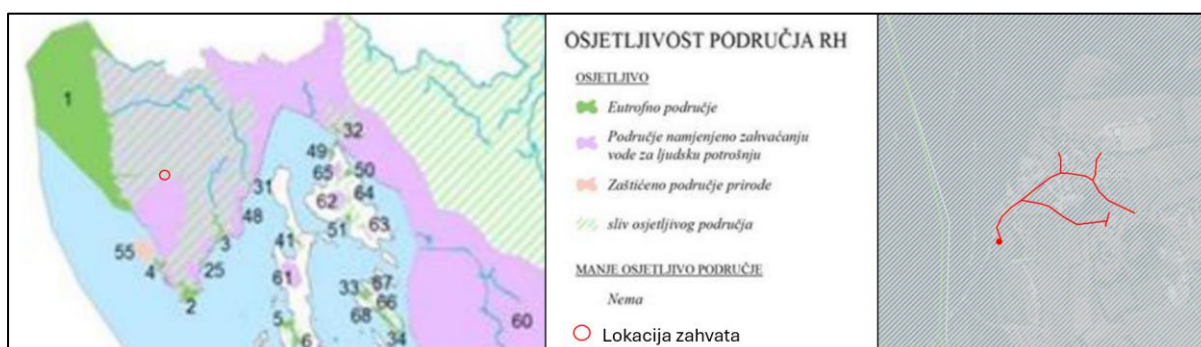 1
32
49
65
50
31
62
64
48
51
63
3
41
55
4
25
61
67
33
66
2
68
60
5
34
6
OSJETLJIVOST PODRUČJA RH
OSJETLJIVO
Eutrofno područje
Područje namjenjeno zahvaćanju
vode za ljudsku potrošnju
Zaštićeno područje prirode
sliv osjetljivog područja
MANJE OSJETLJIVO PODRUČJE
Nema
Lokacija zahvata